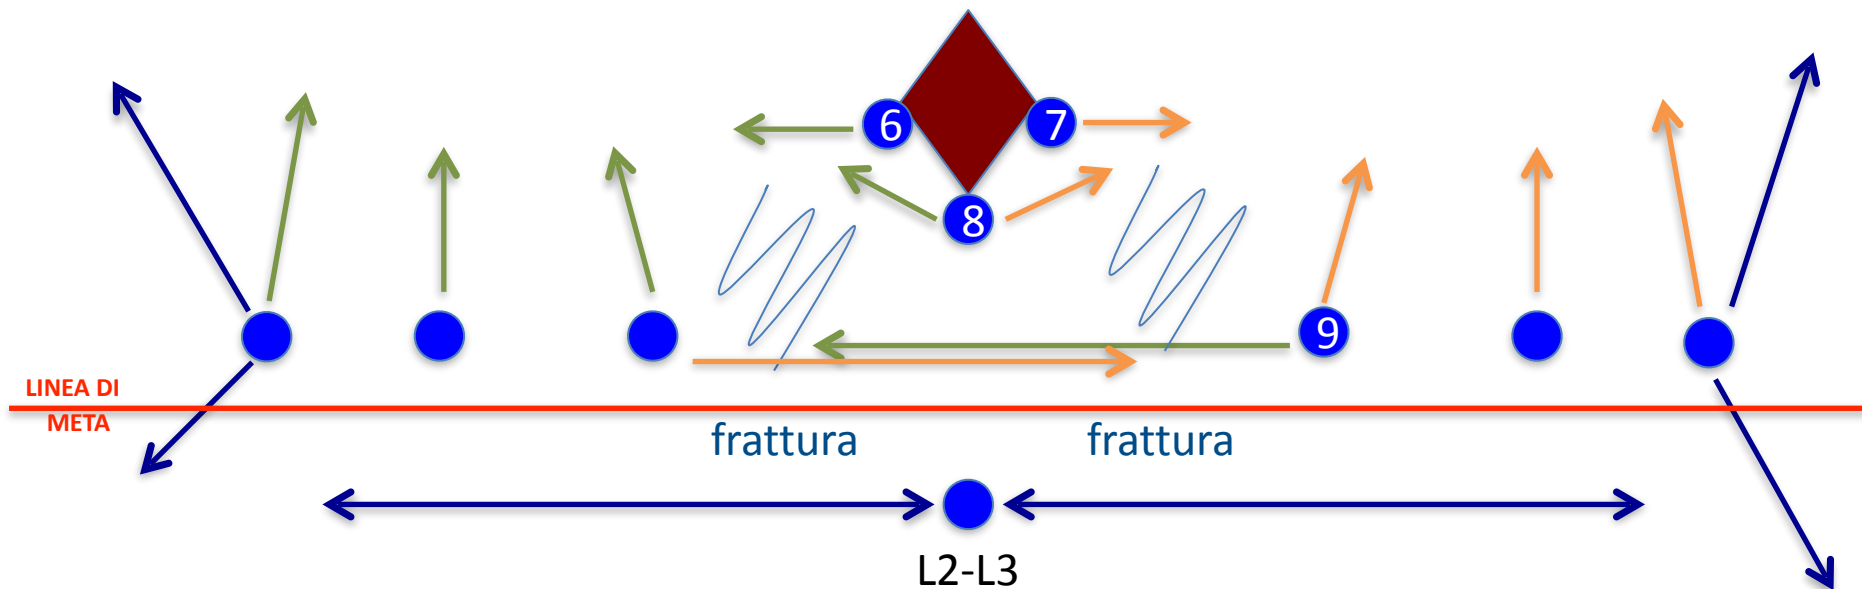 6
7
8
9
LINEA DI
META
frattura
frattura
L2-L3